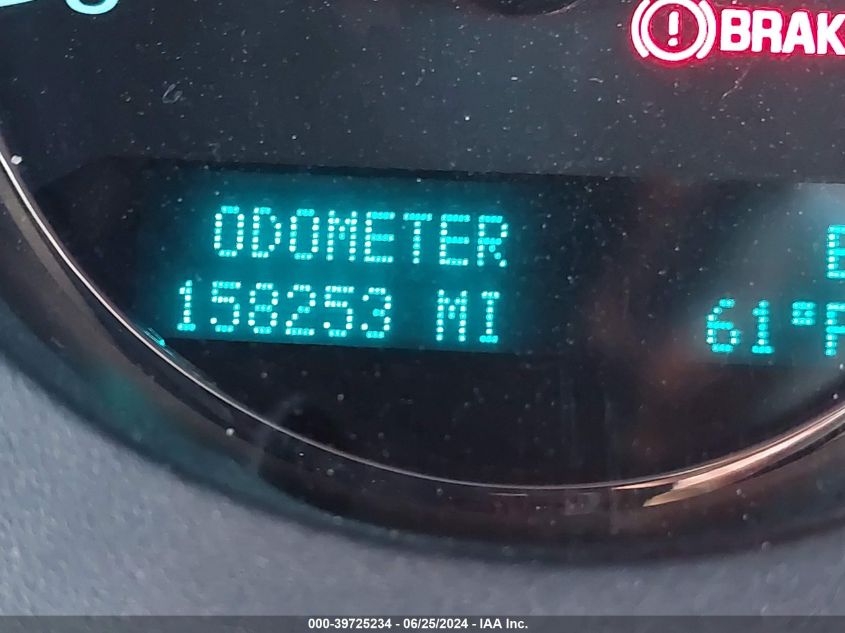 BRAK
ODOMETER
158253 MI
61°F
000-39725234 - 06/25/2024 - IAA Inc.